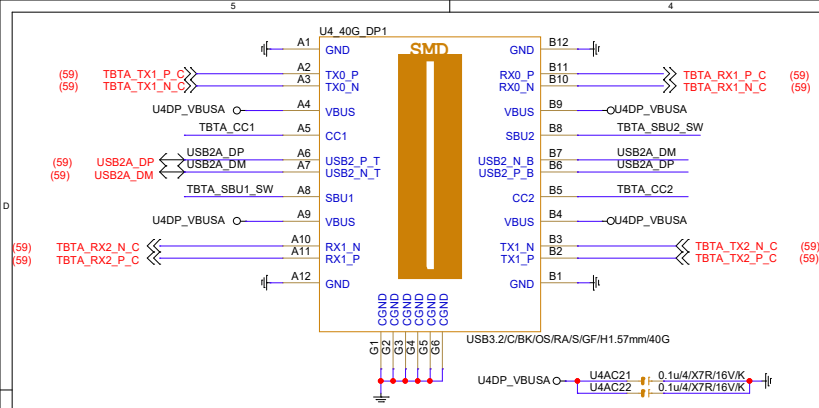 5 4
U4_40G_DP1
SMD
A1 GND GND B12
(59) TBTA_TX1_P_C A2 TX0_P RX0_P B11 TBTA_RX1_P_C (59)
(59) TBTA_TX1_N_C A3 TX0_N RX0_N B10 TBTA_RX1_N_C (59)
U4DP_VBUSA A4 VBUS VBUS B9 U4DP_VBUSA
TBTA_CC1 A5 CC1 SBU2 B8 TBTA_SBU2_SW
(59) USB2A_DP USB2A_DP A6 USB2_P_T USB2_N_B B7 USB2A_DM
(59) USB2A_DM USB2A_DM A7 USB2_N_T USB2_P_B B6 USB2A_DP
TBTA_SBU1_SW A8 SBU1 CC2 B5 TBTA_CC2
D
U4DP_VBUSA A9 VBUS VBUS B4 U4DP_VBUSA
(59) TBTA_RX2_N_C A10 RX1_N TX1_N B3 TBTA_TX2_N_C (59)
(59) TBTA_RX2_P_C A11 RX1_P TX1_P B2 TBTA_TX2_P_C (59)
A12 GND GND B1
CGND CGND CGND CGND CGND CGND
G1 G2 G3 G4 G5 G6
USB3.2/C/BK/OS/RA/S/GF/H1.57mm/40G
U4DP_VBUSA U4AC21 0.1u/4/X7R/16V/K
U4AC22 0.1u/4/X7R/16V/K